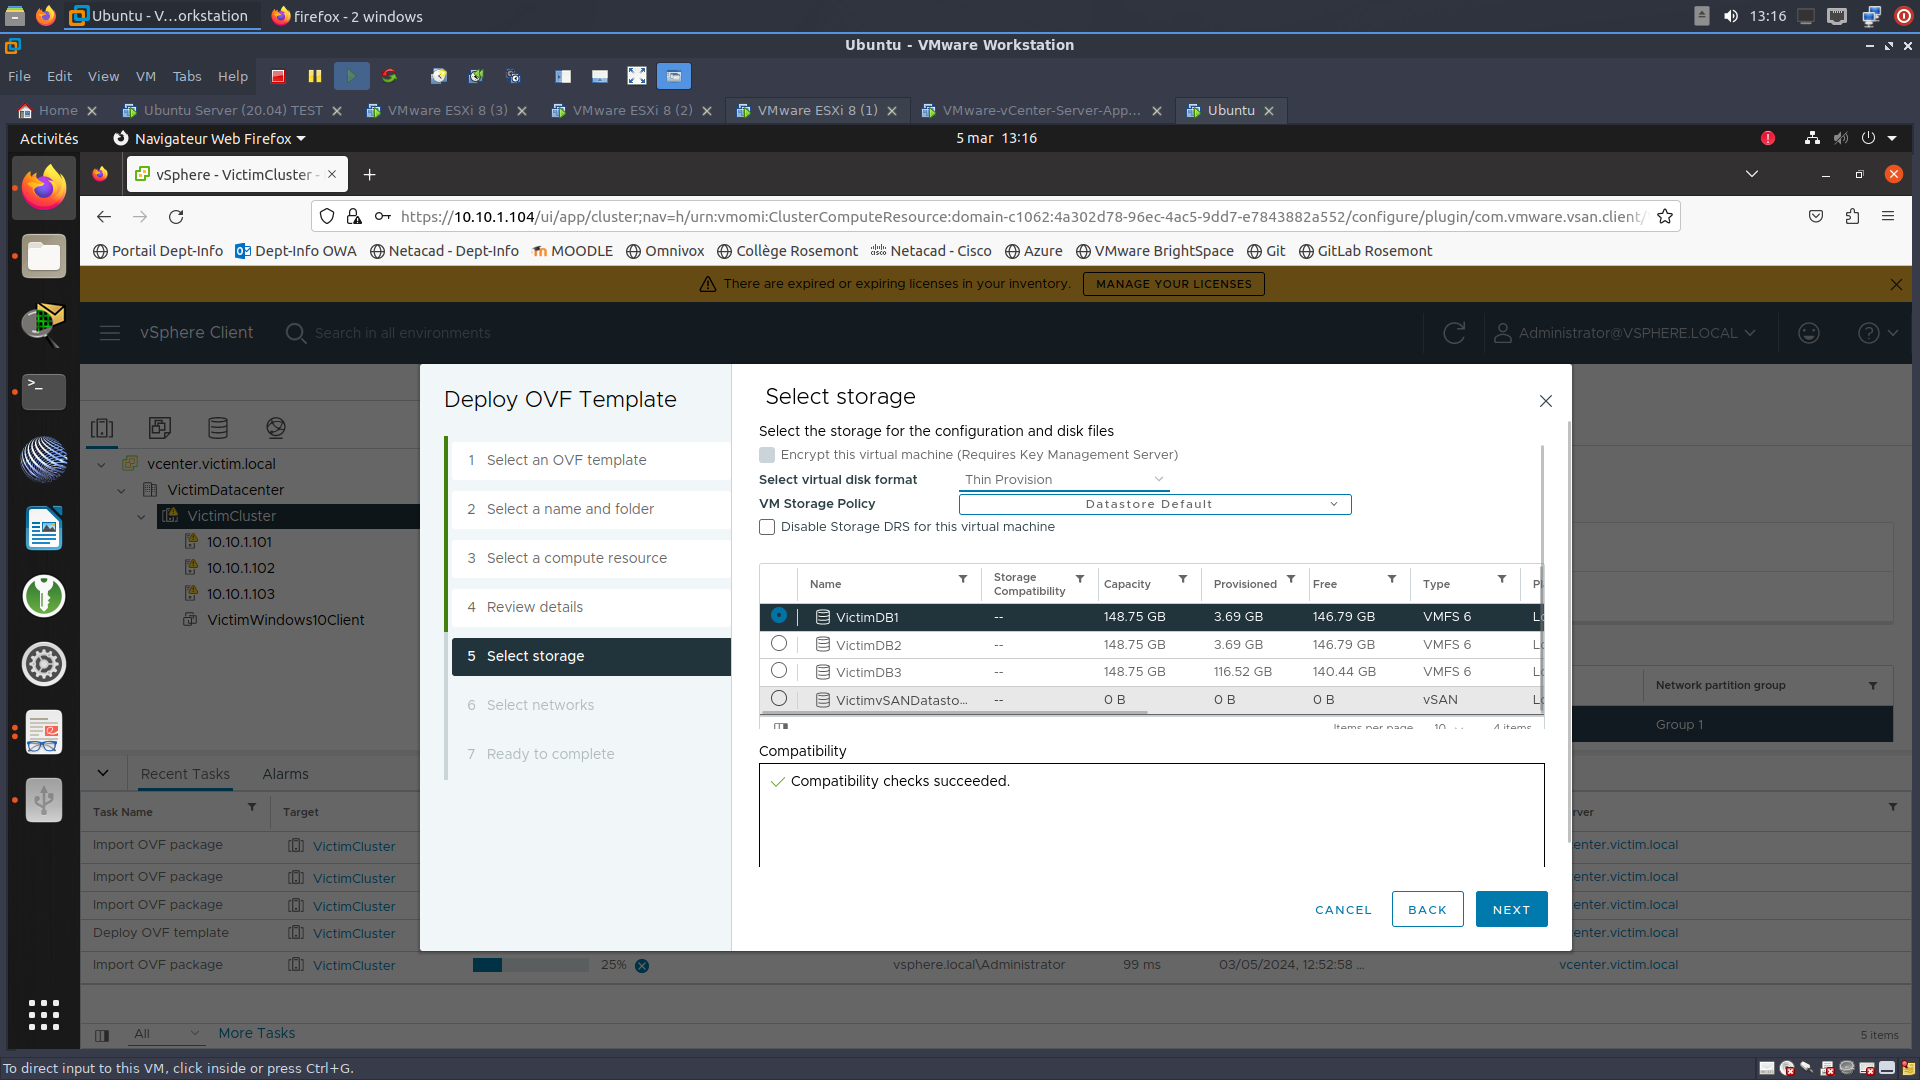 Ubuntu - V...orkstation
firefox - 2 windows
13:16
Ubuntu - VMware Workstation
File Edit View VM Tabs Help
Home
Ubuntu Server (20.04) TEST
VMware ESXi 8 (3)
VMware ESXi 8 (2)
VMware ESXi 8 (1)
VMware-vCenter-Server-App...
Ubuntu
Activités
Navigateur Web Firefox
5 mar 13:16
vSphere - VictimCluster -
https://10.10.1.104/ui/app/cluster;nav=h/urn:vmomi:ClusterComputeResource:domain-c1062:4a302d78-96ec-4ac5-9dd7-e7843882a552/configure/plugin/com.vmware.vsan.client/
Portail Dept-Info
Dept-Info OWA
Netacad - Dept-Info
MOODLE
Omnivox
Collège Rosemont
Netacad - Cisco
Azure
VMware BrightSpace
Git
GitLab Rosemont
There are expired or expiring licenses in your inventory.
MANAGE YOUR LICENSES
vSphere Client
Search in all environments
Administrator@VSPHERE.LOCAL
vcenter.victim.local
VictimDatacenter
VictimCluster
10.10.1.101
10.10.1.102
10.10.1.103
VictimWindows10Client
Deploy OVF Template
1 Select an OVF template
2 Select a name and folder
3 Select a compute resource
4 Review details
5 Select storage
6 Select networks
7 Ready to complete
Select storage
Select the storage for the configuration and disk files
Encrypt this virtual machine (Requires Key Management Server)
Select virtual disk format Thin Provision
VM Storage Policy Datastore Default
Disable Storage DRS for this virtual machine
Name Storage Compatibility Capacity Provisioned Free Type Pl
VictimDB1 -- 148.75 GB 3.69 GB 146.79 GB VMFS 6 Lo
VictimDB2 -- 148.75 GB 3.69 GB 146.79 GB VMFS 6 Lo
VictimDB3 -- 148.75 GB 116.52 GB 140.44 GB VMFS 6 Lo
VictimvSANDatasto... -- 0 B 0 B 0 B vSAN Lo
Items per page 10 4 items
Compatibility
Compatibility checks succeeded.
CANCEL
BACK
NEXT
Network partition group
Group 1
Recent Tasks Alarms
Task Name Target rver
Import OVF package VictimCluster enter.victim.local
Import OVF package VictimCluster enter.victim.local
Import OVF package VictimCluster enter.victim.local
Deploy OVF template VictimCluster enter.victim.local
Import OVF package VictimCluster 25% vsphere.local\Administrator 99 ms 03/05/2024, 12:52:58 ... vcenter.victim.local
All
More Tasks
5 items
To direct input to this VM, click inside or press Ctrl+G.